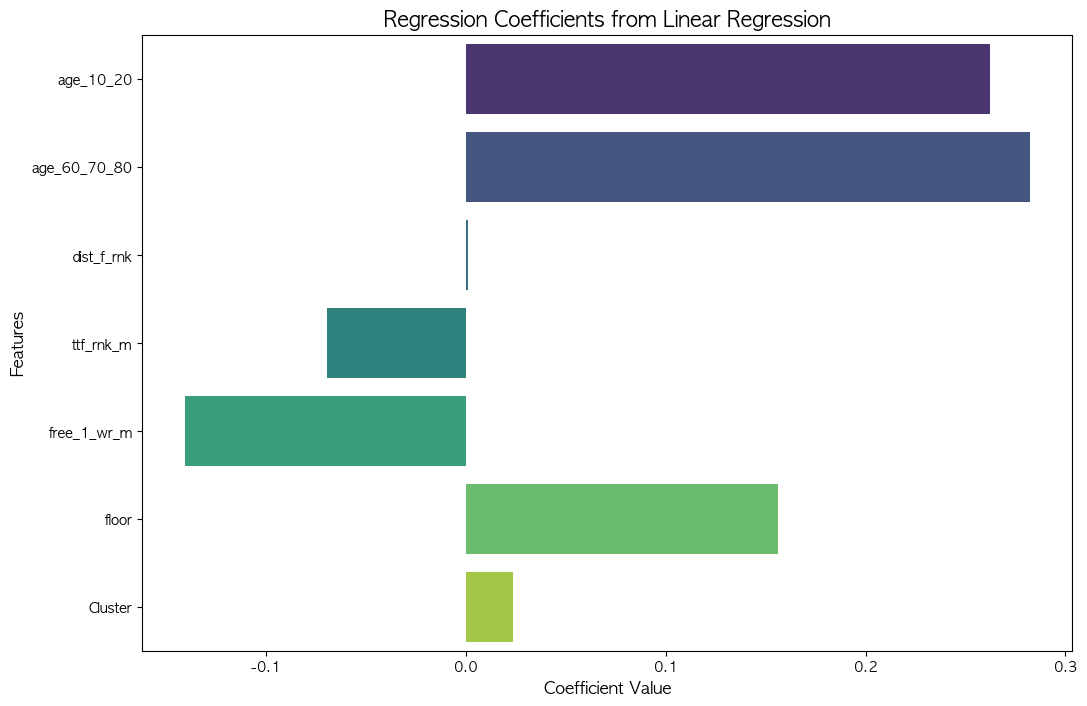 Regression Coefficients from Linear Regression
age_10_20
age_60_70_80
dist_f_rnk
ttf_rnk_m
free_1_wr_m
floor
Cluster
Features
-0.1
0.0
0.1
0.2
0.3
Coefficient Value